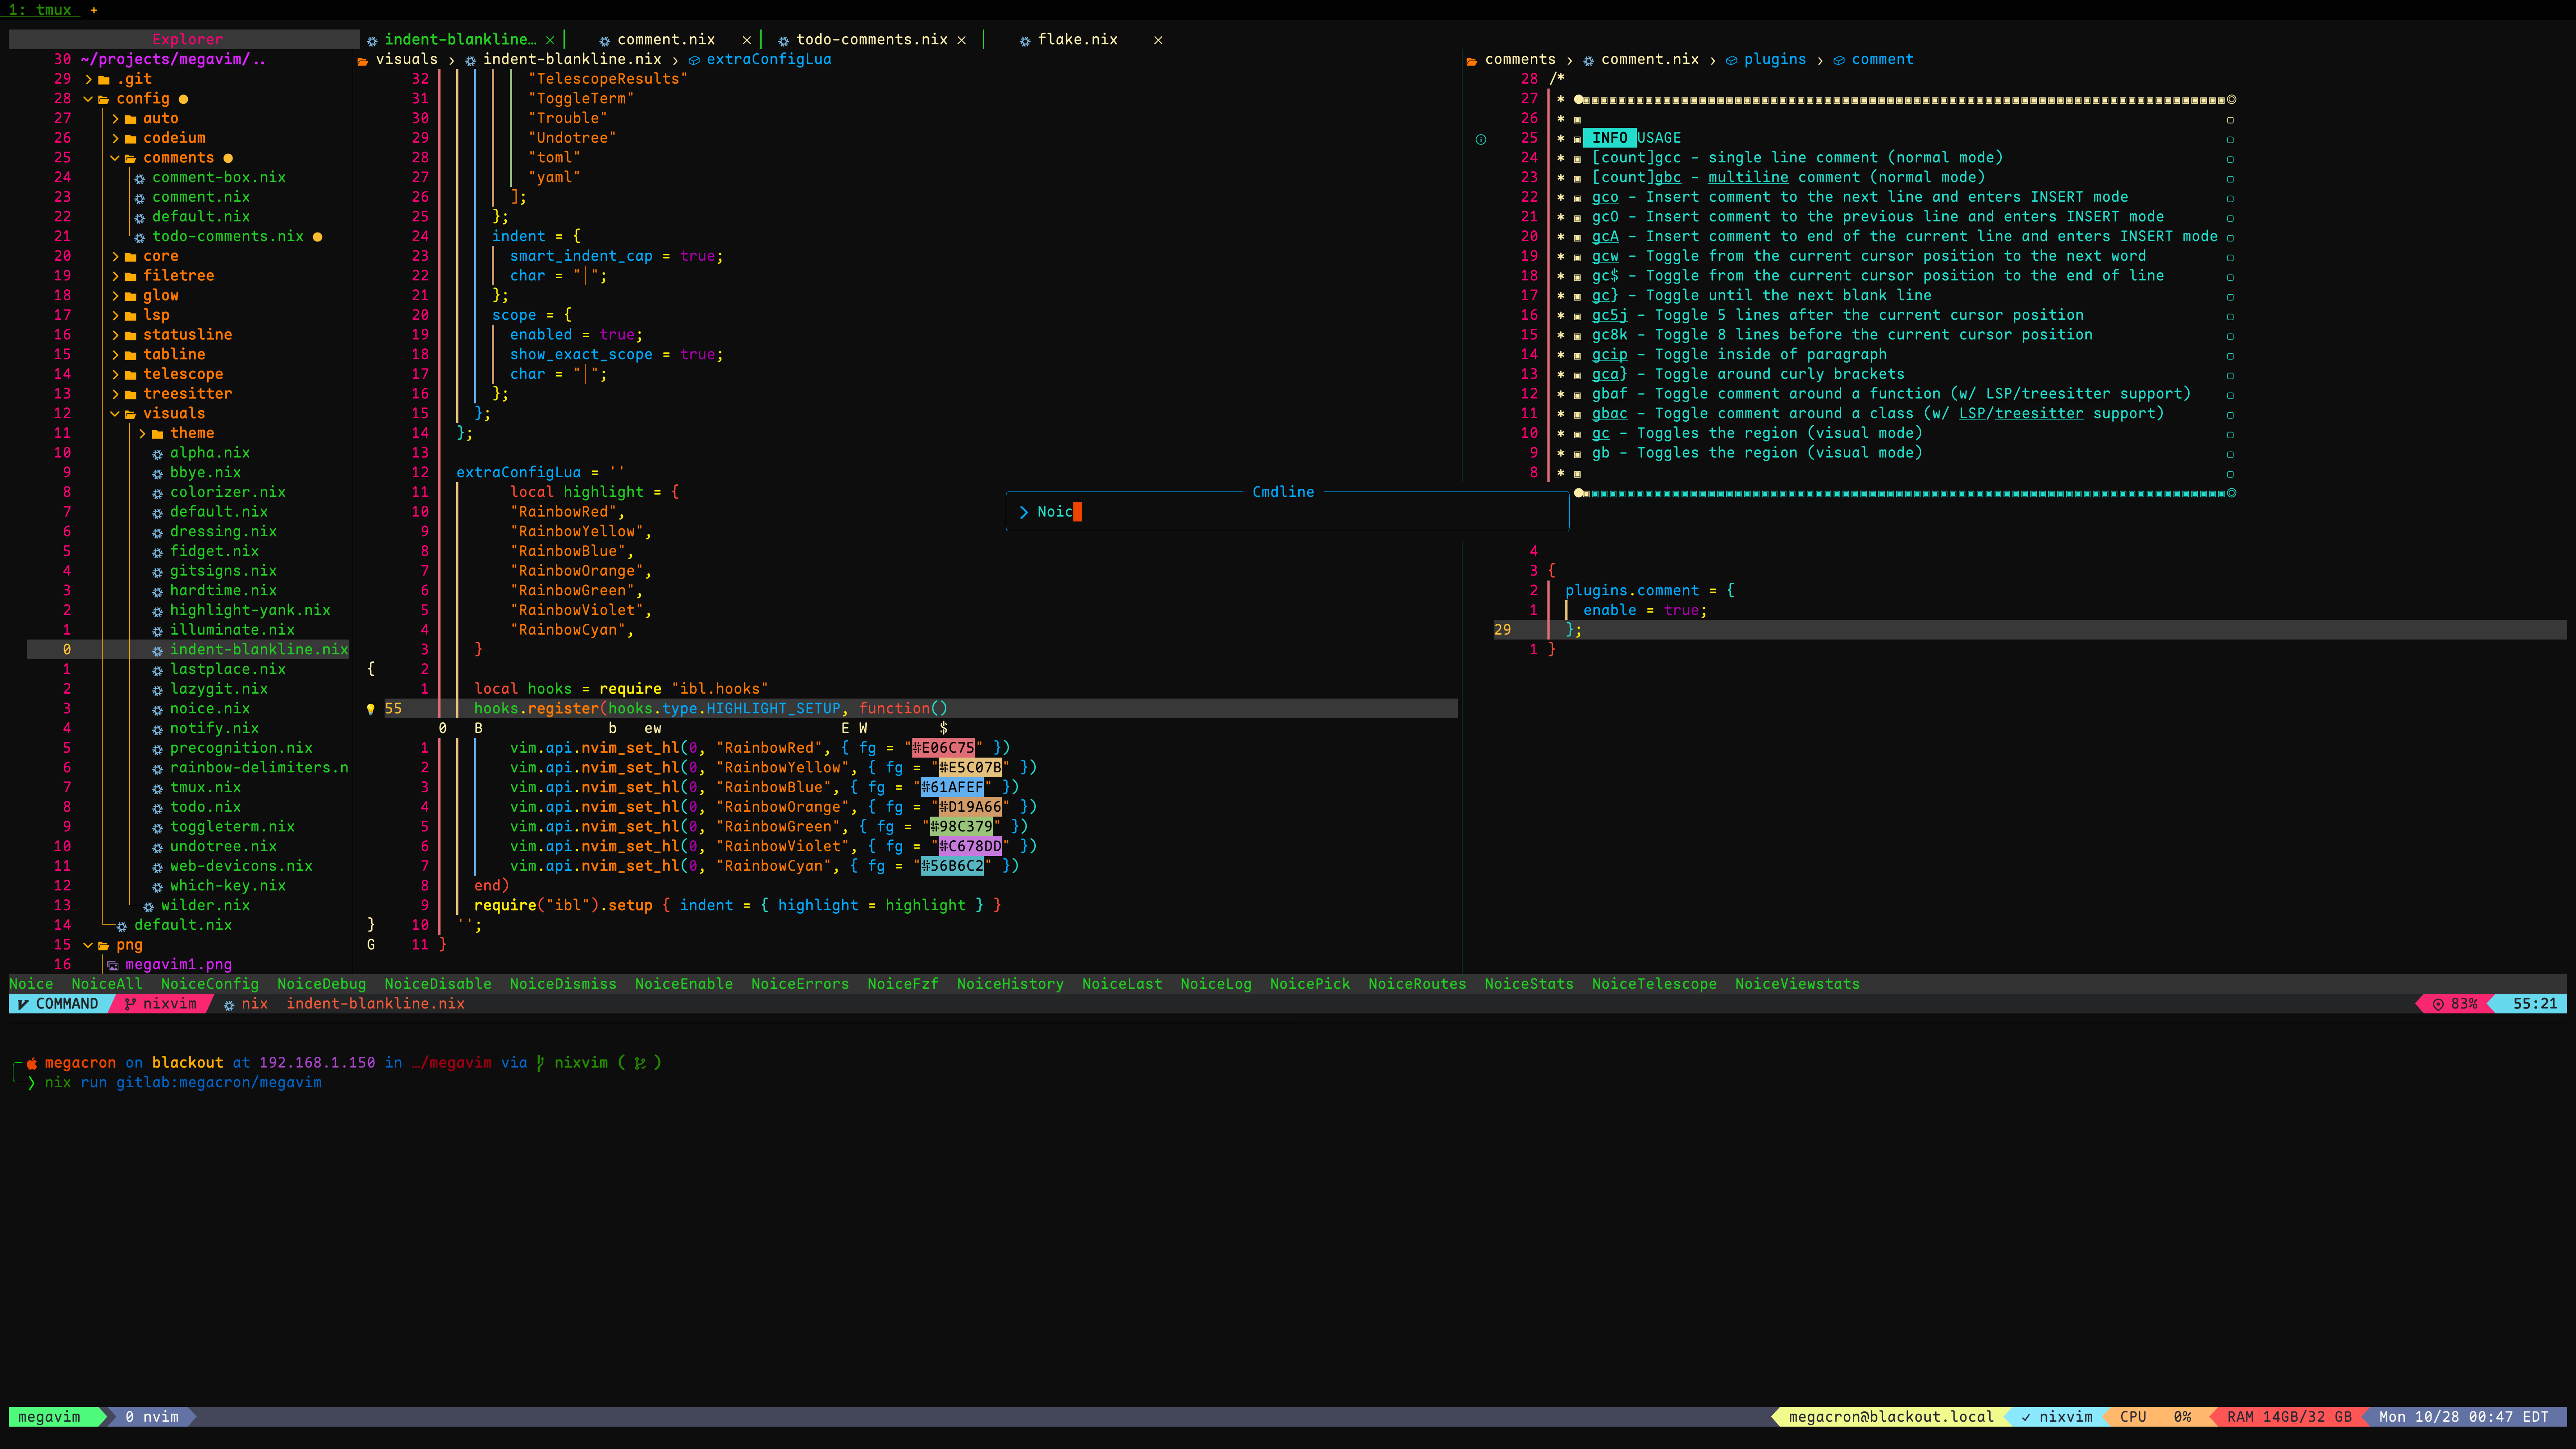 1: tmux +
Explorer
30 ~/projects/megavim/..
29 .git
28 config
27 auto
26 codeium
25 comments
24 comment-box.nix
23 comment.nix
22 default.nix
21 todo-comments.nix
20 core
19 filetree
18 glow
17 lsp
16 statusline
15 tabline
14 telescope
13 treesitter
12 visuals
11 theme
10 alpha.nix
9 bbye.nix
8 colorizer.nix
7 default.nix
6 dressing.nix
5 fidget.nix
4 gitsigns.nix
3 hardtime.nix
2 highlight-yank.nix
1 illuminate.nix
0 indent-blankline.nix
1 lastplace.nix
2 lazygit.nix
3 noice.nix
4 notify.nix
5 precognition.nix
6 rainbow-delimiters.n
7 tmux.nix
8 todo.nix
9 toggleterm.nix
10 undotree.nix
11 web-devicons.nix
12 which-key.nix
13 wilder.nix
14 default.nix
15 png
16 megavim1.png
indent-blankline… × comment.nix × todo-comments.nix × flake.nix ×
visuals › indent-blankline.nix › extraConfigLua
32 "TelescopeResults"
31 "ToggleTerm"
30 "Trouble"
29 "Undotree"
28 "toml"
27 "yaml"
26 ];
25 };
24 indent = {
23 smart_indent_cap = true;
22 char = "│";
21 };
20 scope = {
19 enabled = true;
18 show_exact_scope = true;
17 char = "│";
16 };
15 };
14 };
13
12 extraConfigLua = ''
11 local highlight = {
10 "RainbowRed",
9 "RainbowYellow",
8 "RainbowBlue",
7 "RainbowOrange",
6 "RainbowGreen",
5 "RainbowViolet",
4 "RainbowCyan",
3 }
{ 2
1 local hooks = require "ibl.hooks"
55 hooks.register(hooks.type.HIGHLIGHT_SETUP, function()
0 B b ew E W $
1 vim.api.nvim_set_hl(0, "RainbowRed", { fg = "#E06C75" })
2 vim.api.nvim_set_hl(0, "RainbowYellow", { fg = "#E5C07B" })
3 vim.api.nvim_set_hl(0, "RainbowBlue", { fg = "#61AFEF" })
4 vim.api.nvim_set_hl(0, "RainbowOrange", { fg = "#D19A66" })
5 vim.api.nvim_set_hl(0, "RainbowGreen", { fg = "#98C379" })
6 vim.api.nvim_set_hl(0, "RainbowViolet", { fg = "#C678DD" })
7 vim.api.nvim_set_hl(0, "RainbowCyan", { fg = "#56B6C2" })
8 end)
9 require("ibl").setup { indent = { highlight = highlight } }
} 10 '';
G 11 }
Cmdline
Noic
comments › comment.nix › plugins › comment
28 /*
27 *
26 *
25 * INFO USAGE
24 * [count]gcc - single line comment (normal mode)
23 * [count]gbc - multiline comment (normal mode)
22 * gco - Insert comment to the next line and enters INSERT mode
21 * gcO - Insert comment to the previous line and enters INSERT mode
20 * gcA - Insert comment to end of the current line and enters INSERT mode
19 * gcw - Toggle from the current cursor position to the next word
18 * gc$ - Toggle from the current cursor position to the end of line
17 * gc} - Toggle until the next blank line
16 * gc5j - Toggle 5 lines after the current cursor position
15 * gc8k - Toggle 8 lines before the current cursor position
14 * gcip - Toggle inside of paragraph
13 * gca} - Toggle around curly brackets
12 * gbaf - Toggle comment around a function (w/ LSP/treesitter support)
11 * gbac - Toggle comment around a class (w/ LSP/treesitter support)
10 * gc - Toggles the region (visual mode)
9 * gb - Toggles the region (visual mode)
8 *
4
3 {
2 plugins.comment = {
1 enable = true;
29 };
1 }
Noice NoiceAll NoiceConfig NoiceDebug NoiceDisable NoiceDismiss NoiceEnable NoiceErrors NoiceFzf NoiceHistory NoiceLast NoiceLog NoicePick NoiceRoutes NoiceStats NoiceTelescope NoiceViewstats
COMMAND nixvim nix indent-blankline.nix 83% 55:21
megacron on blackout at 192.168.1.150 in …/megavim via nixvim ( )
nix run gitlab:megacron/megavim
megavim 0 nvim megacron@blackout.local ✓ nixvim CPU 0% RAM 14GB/32 GB Mon 10/28 00:47 EDT